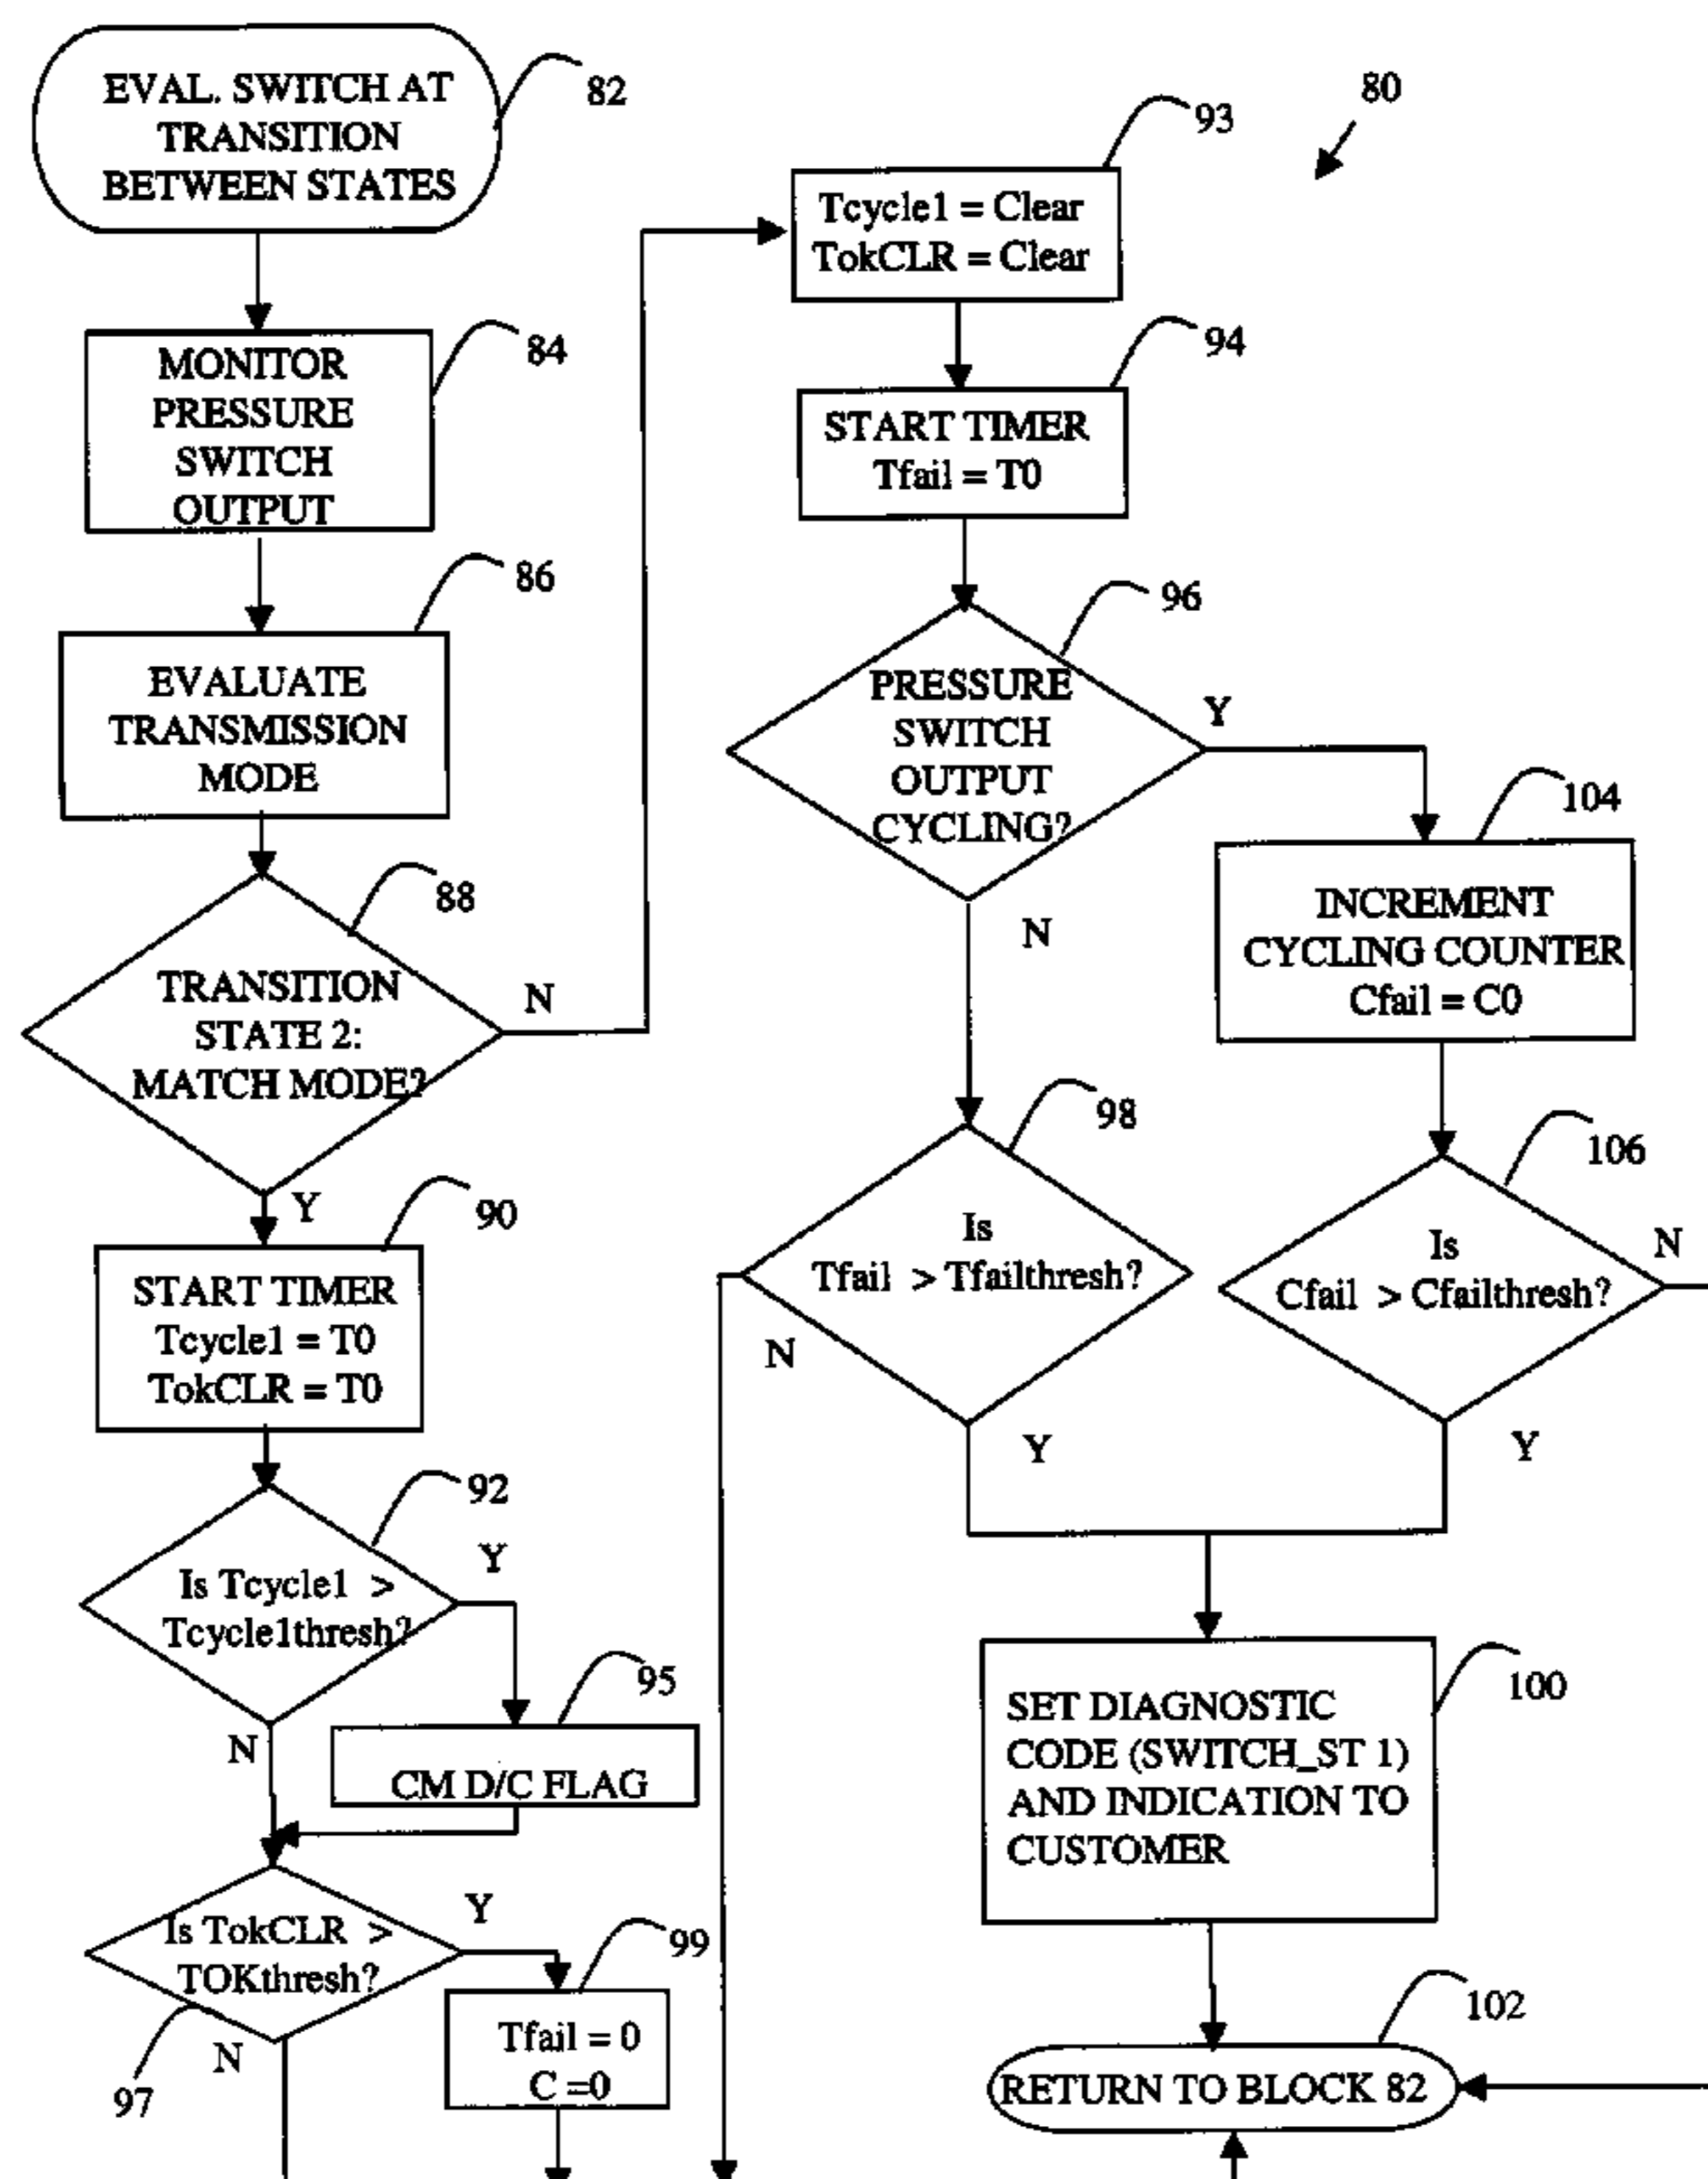 EVAL. SWITCH AT
TRANSITION
BETWEEN STATES
82
MONITOR
PRESSURE
SWITCH
OUTPUT
84
EVALUATE
TRANSMISSION
MODE
86
TRANSITION
STATE 2:
MATCH MODE?
88
N
Y
START TIMER
Tcycle1 = T0
TokCLR = T0
90
Is Tcycle1 >
Tcycle1thresh?
92
Y
N
CM D/C FLAG
95
Is TokCLR >
TOKthresh?
97
Y
N
Tfail = 0
C =0
99
80
Tcycle1 = Clear
TokCLR = Clear
93
START TIMER
Tfail = T0
94
PRESSURE
SWITCH
OUTPUT
CYCLING?
96
Y
N
INCREMENT
CYCLING COUNTER
Cfail = C0
104
Is
Tfail > Tfailthresh?
98
N
Y
Is
Cfail > Cfailthresh?
106
N
Y
SET DIAGNOSTIC
CODE (SWITCH_ST 1)
AND INDICATION TO
CUSTOMER
100
RETURN TO BLOCK 82
102